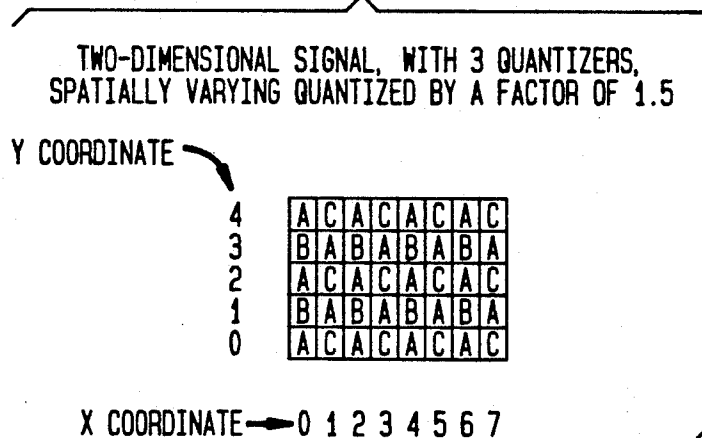 TWO-DIMENSIONAL SIGNAL, WITH 3 QUANTIZERS,
SPATIALLY VARYING QUANTIZED BY A FACTOR OF 1.5
Y COORDINATE
4 A C A C A C A C
3 B A B A B A B A
2 A C A C A C A C
1 B A B A B A B A
0 A C A C A C A C
X COORDINATE 0 1 2 3 4 5 6 7